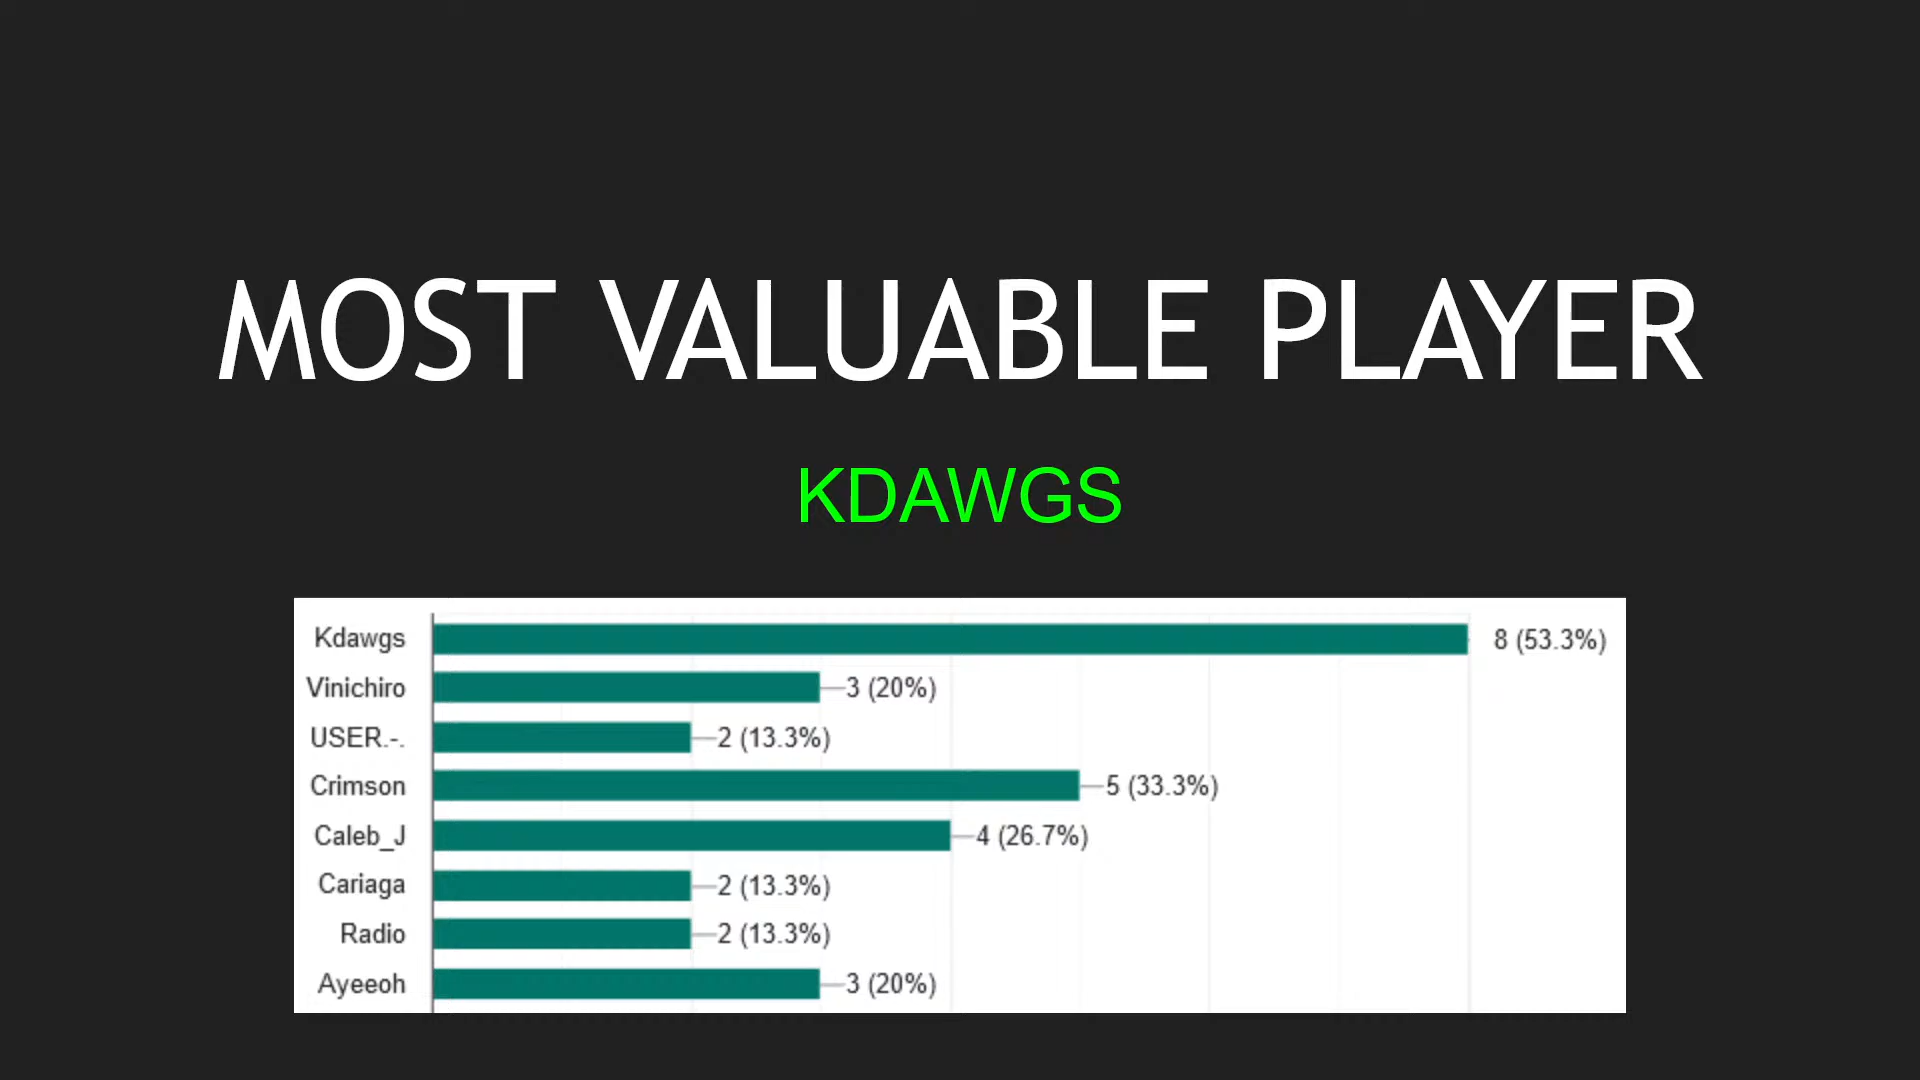 MOST VALUABLE PLAYER
KDAWGS
Kdawgs 8 (53.3%)
Vinichiro 3 (20%)
USER.-. 2 (13.3%)
Crimson 5 (33.3%)
Caleb_J 4 (26.7%)
Cariaga 2 (13.3%)
Radio 2 (13.3%)
Ayeeoh 3 (20%)